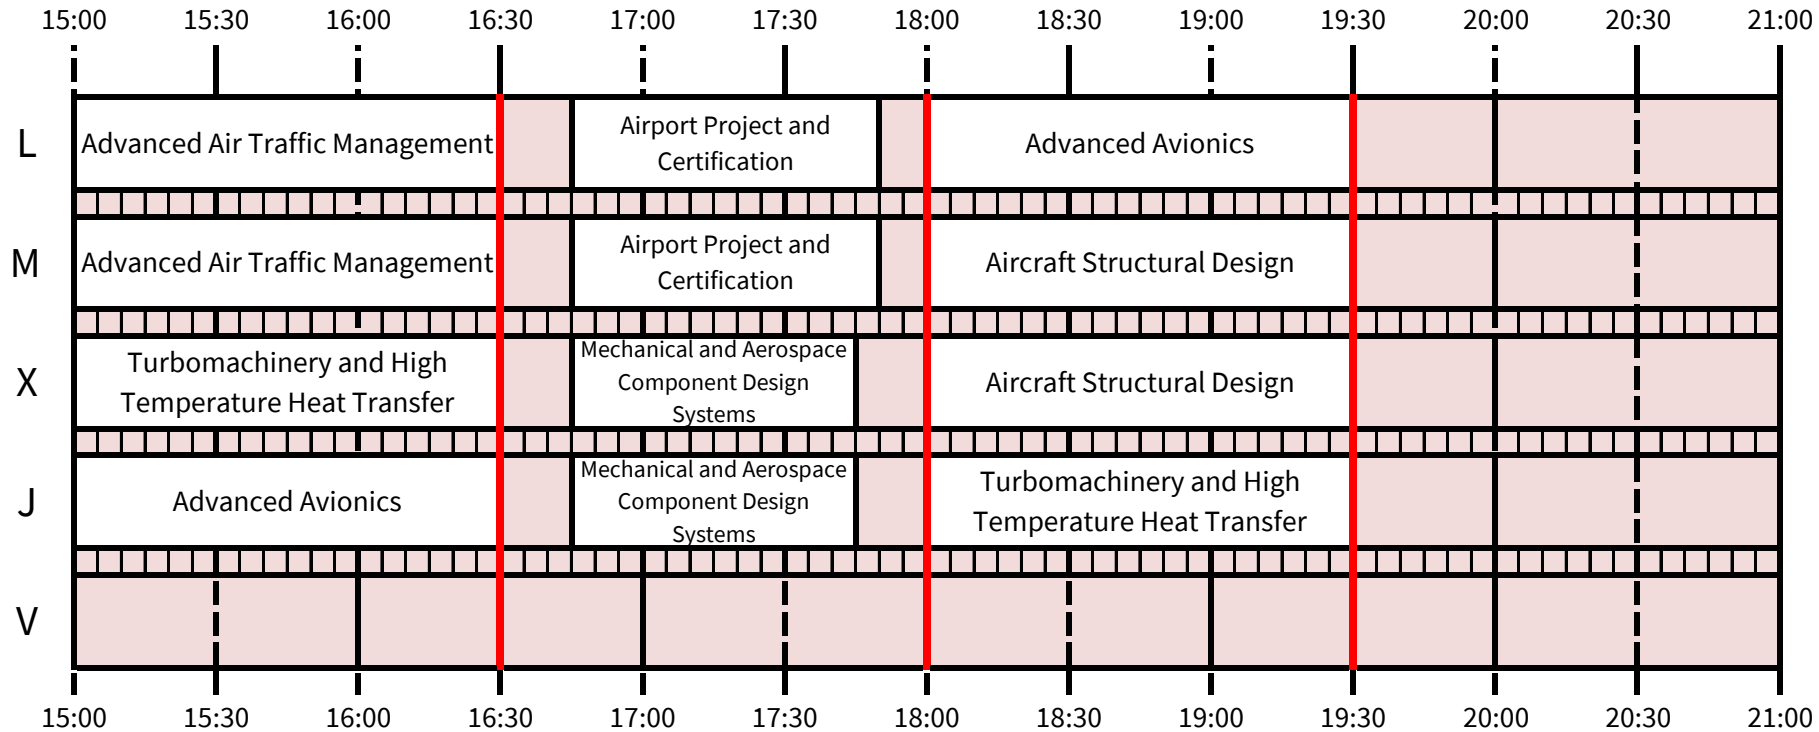 15:00 15:30 16:00 16:30 17:00 17:30 18:00 18:30 19:00 19:30 20:00 20:30 21:00
L
Advanced Air Traffic Management
Airport Project and
Certification
Advanced Avionics
M
Advanced Air Traffic Management
Airport Project and
Certification
Aircraft Structural Design
X
Turbomachinery and High
Temperature Heat Transfer
Mechanical and Aerospace
Component Design
Systems
Aircraft Structural Design
J
Advanced Avionics
Mechanical and Aerospace
Component Design
Systems
Turbomachinery and High
Temperature Heat Transfer
V
15:00 15:30 16:00 16:30 17:00 17:30 18:00 18:30 19:00 19:30 20:00 20:30 21:00